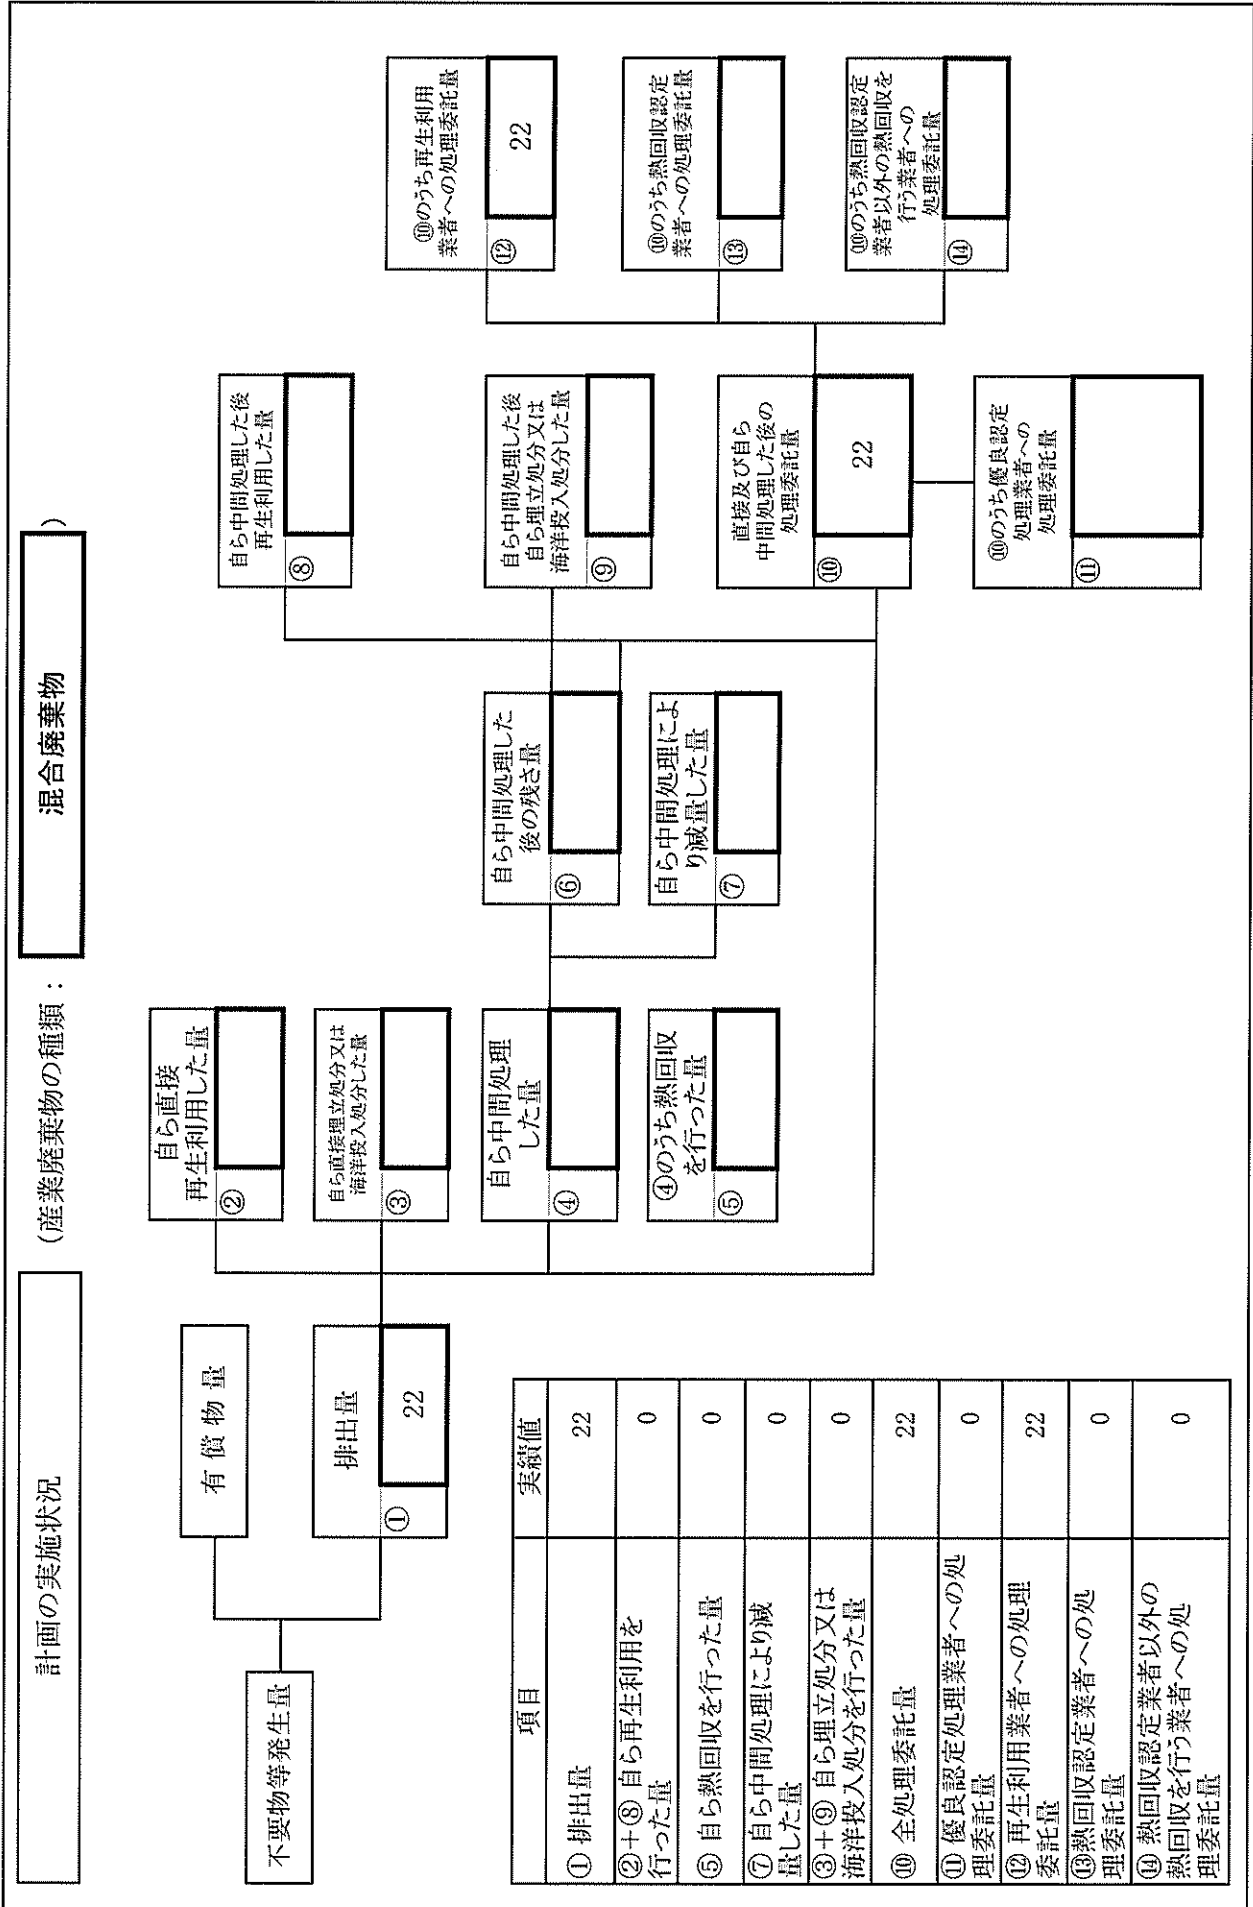 計画の実施状況
(産業廃棄物の種類：
混合廃棄物
)
不要物等発生量
有 償 物 量
排出量
①
22
自ら直接
再生利用した量
②
自ら直接埋立処分又は
海洋投入処分した量
③
自ら中間処理
した量
④
④のうち熱回収
を行った量
⑤
自ら中間処理した
後の残さ量
⑥
自ら中間処理によ
り減量した量
⑦
自ら中間処理した後
再生利用した量
⑧
自ら中間処理した後
自ら埋立処分又は
海洋投入処分した量
⑨
直接及び自ら
中間処理した後の
処理委託量
⑩
22
⑩のうち優良認定
処理業者への
処理委託量
⑪
⑩のうち再生利用
業者への処理委託量
⑫
22
⑩のうち熱回収認定
業者への処理委託量
⑬
⑩のうち熱回収認定
業者以外の熱回収を
行う業者への
処理委託量
⑭
項目
実績値
① 排出量
22
②+⑧ 自ら再生利用を
行った量
0
⑤ 自ら熱回収を行った量
0
⑦ 自ら中間処理により減
量した量
0
③+⑨ 自ら埋立処分又は
海洋投入処分を行った量
0
⑩ 全処理委託量
22
⑪ 優良認定処理業者への処
理委託量
0
⑫ 再生利用業者への処理
委託量
22
⑬熱回収認定業者への処
理委託量
0
⑭ 熱回収認定業者以外の
熱回収を行う業者への処
理委託量
0